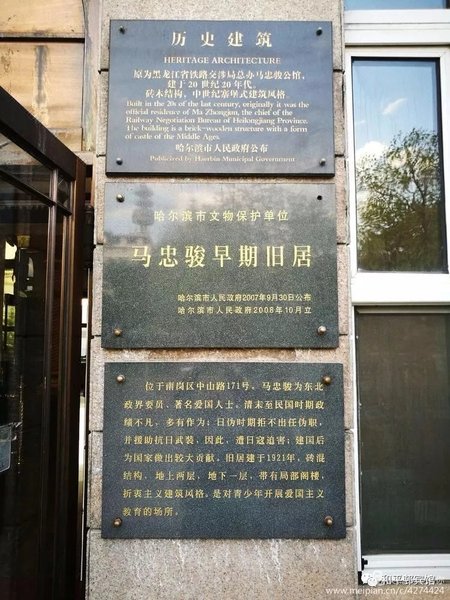 历史建筑
HERITAGE ARCHITECTURE
原为黑龙江省铁路交涉局总办马忠骏公馆。
建于20世纪20年代。
砖木结构。中世纪寨堡式建筑风格。
Built in the 20s of the last century, originally it was the
official residence of Ma Zhongjun, the chief of the
Railway Negotiation Bureau of Heilongjiang Province.
The building is a brick-wooden structure with a form
of castle of the Middle Ages.
哈尔滨市人民政府公布
Publicized by Haerbin Municipal Government
哈尔滨市文物保护单位
马忠骏早期旧居
哈尔滨市人民政府2007年9月30日公布
哈尔滨市人民政府2008年10月立
位于南岗区中山路171号。马忠骏为东北
政界要员、著名爱国人士。清末至民国时期政
绩不凡，多有作为；日伪时期拒不出任伪职，
并援助抗日武装，因此，遭日寇迫害；建国后
为国家做出较大贡献。旧居建于1921年，砖混
结构，地上两层，地下一层，带有局部阁楼，
折衷主义建筑风格。是对青少年开展爱国主义
教育的场所。
和平邨宾馆
www.meipian.cn/c/4274424